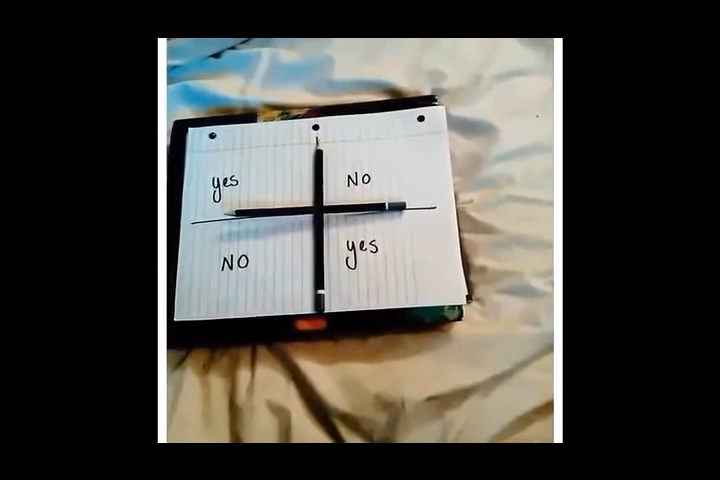 yes NO
NO yes